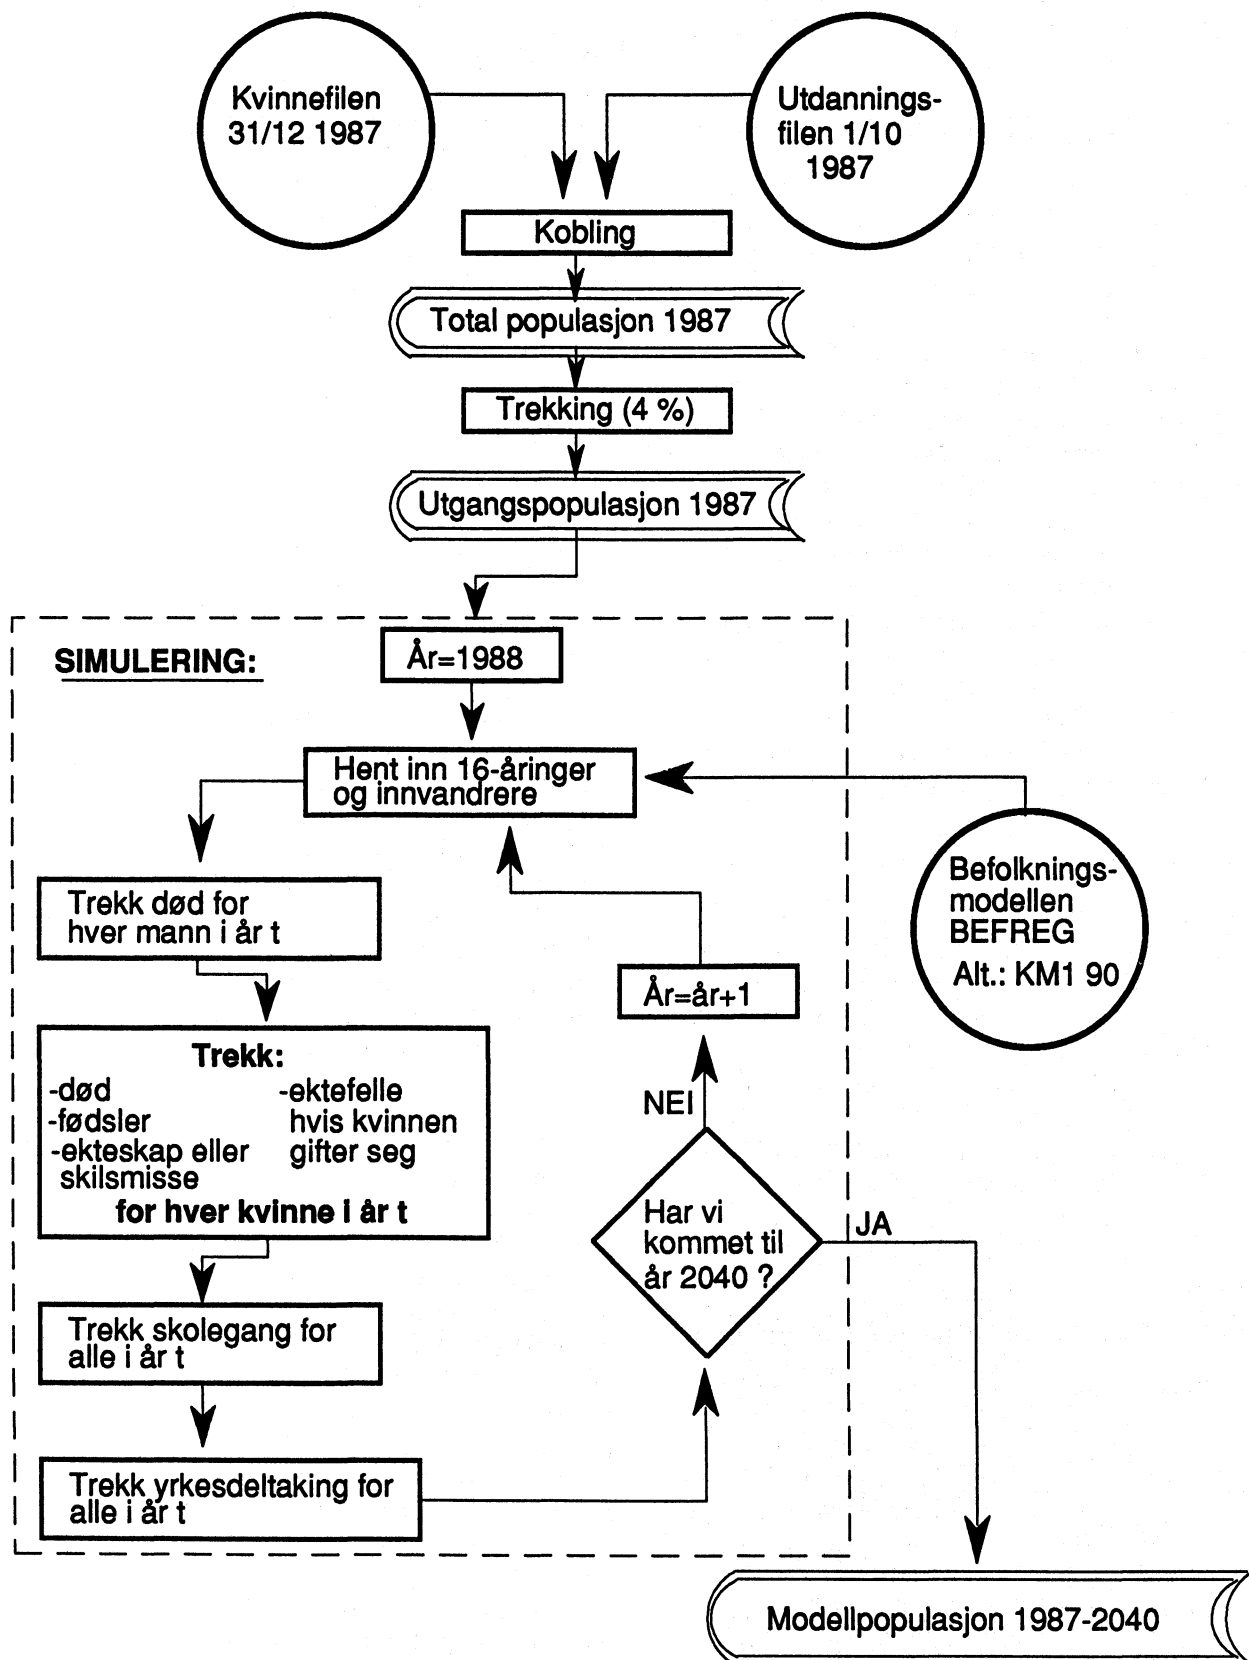 Kvinnefilen
31/12 1987
Utdannings-
filen 1/10
1987
Kobling
Total populasjon 1987
Trekking (4 %)
Utgangspopulasjon 1987
SIMULERING:
År=1988
Hent inn 16-åringer
og innvandrere
Trekk død for
hver mann i år t
Befolknings-
modellen
BEFREG
Alt.: KM1 90
År=år+1
Trekk:
-død
-fødsler
-ekteskap eller
skilsmisse
-ektefelle
hvis kvinnen
gifter seg
for hver kvinne i år t
NEI
Har vi
kommet til
år 2040 ?
JA
Trekk skolegang for
alle i år t
Trekk yrkesdeltaking for
alle i år t
Modellpopulasjon 1987-2040